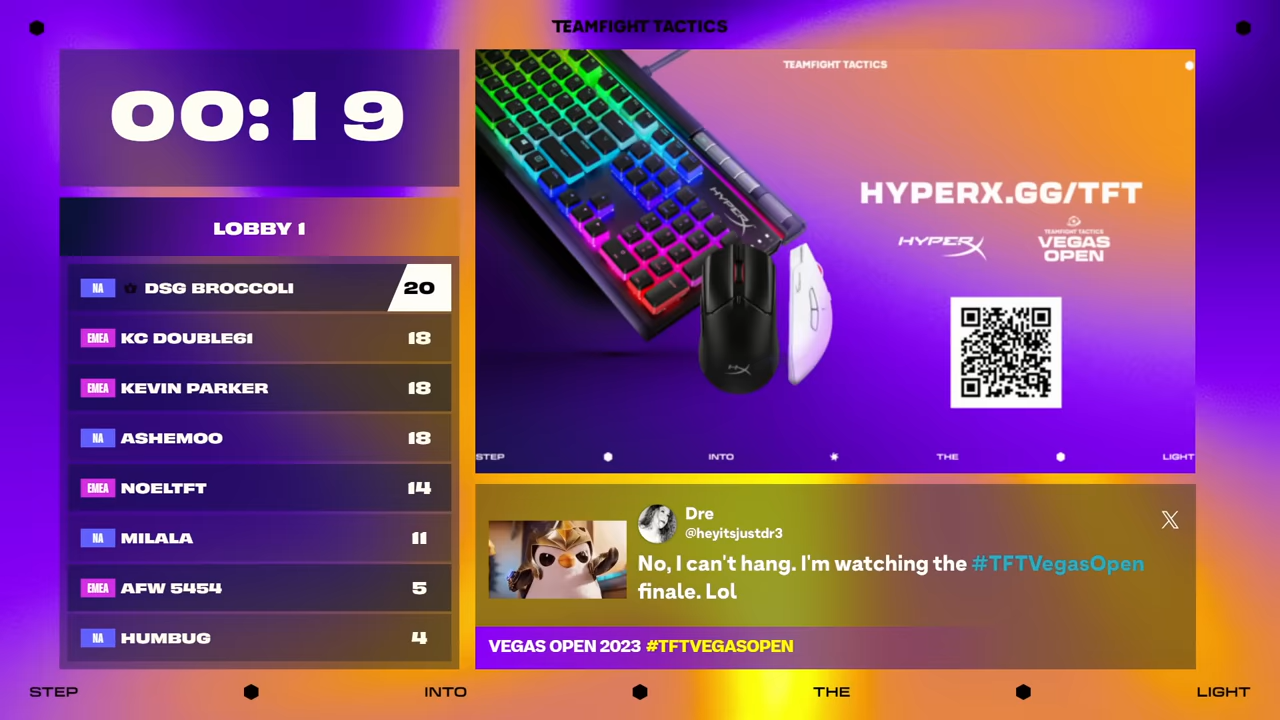 TEAMFIGHT TACTICS
00:19
LOBBY 1
NA DSG BROCCOLI 20
EMEA KC DOUBLE61 18
EMEA KEVIN PARKER 18
NA ASHEMOO 18
EMEA NOELTFT 14
NA MILALA 11
EMEA AFW 5454 5
NA HUMBUG 4
TEAMFIGHT TACTICS
HYPERX
HYPERX.GG/TFT
HYPERX
TEAMFIGHT TACTICS
VEGAS
OPEN
STEP INTO THE LIGHT
Dre
@heyitsjustdr3
No, I can't hang. I'm watching the #TFTVegasOpen
finale. Lol
VEGAS OPEN 2023 #TFTVEGASOPEN
STEP INTO THE LIGHT